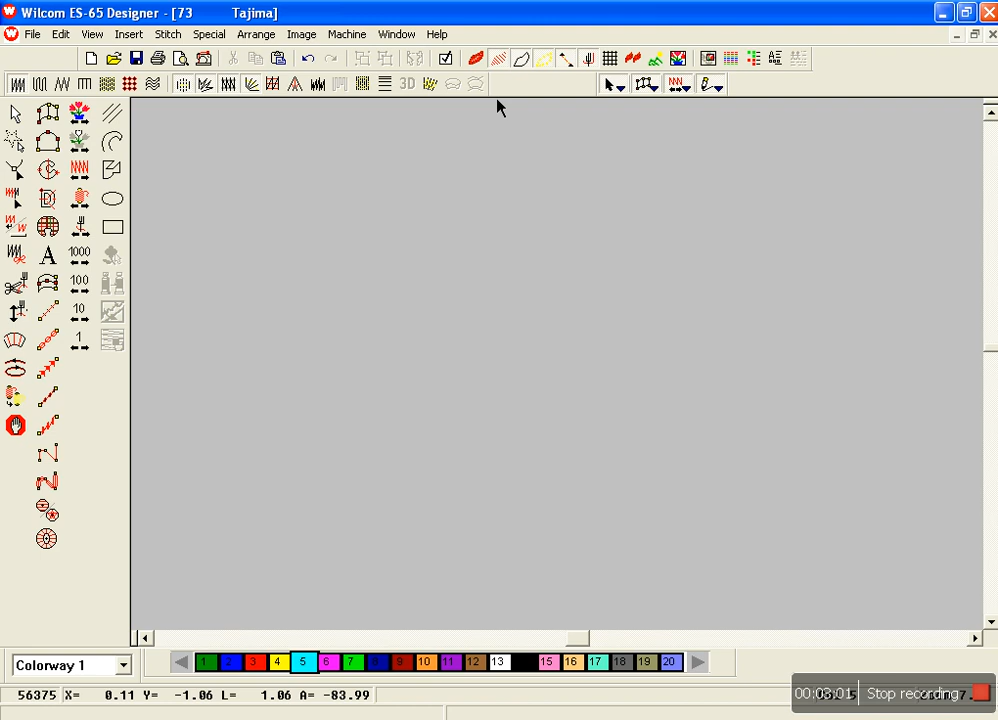 Wilcom ES-65 Designer - [73 Tajima]
File Edit View Insert Stitch Special Arrange Image Machine Window Help
3D
A 1000
100
10
1
Colorway 1
1 2 3 4 5 6 7 8 9 10 11 12 13 15 16 17 18 19 20
56375 X= 0.11 Y= -1.06 L= 1.06 A= -83.99
00:03:01 Stop recording